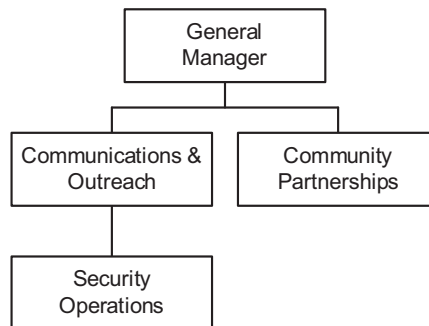 General
Manager
Communications &
Outreach
Community
Partnerships
Security
Operations